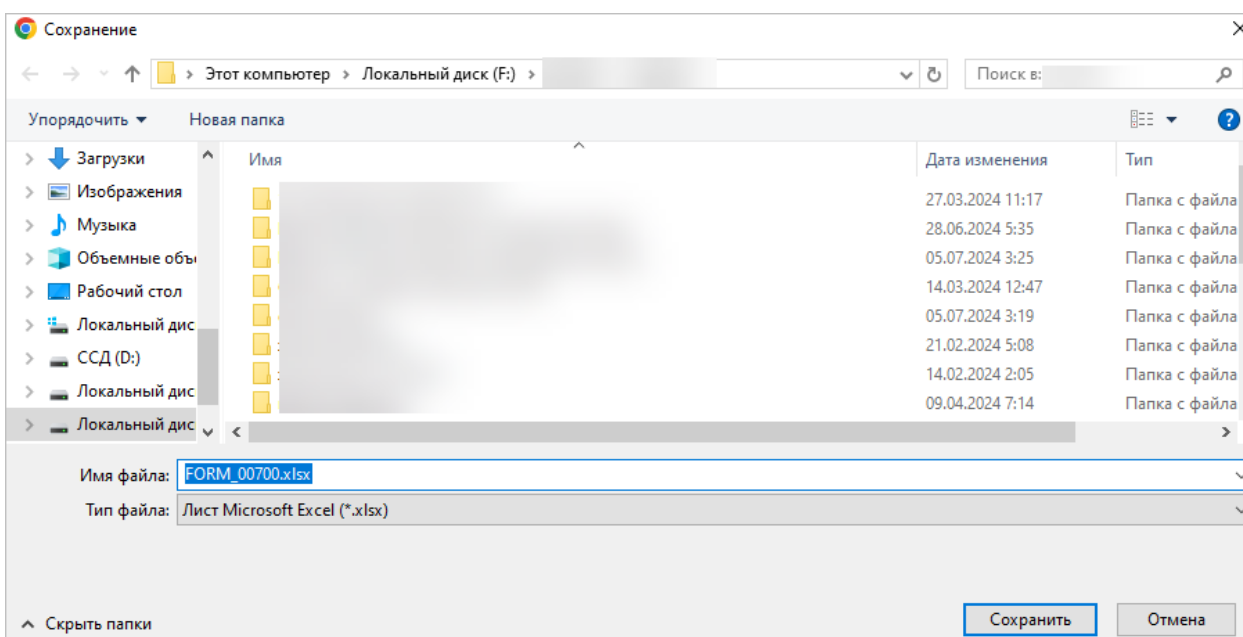 Сохранение
Этот компьютер > Локальный диск (F:) >
Поиск в:
Упорядочить
Новая папка
Загрузки
Изображения
Музыка
Объемные объ
Рабочий стол
Локальный дис
ССД (D:)
Локальный дис
Локальный дис
Имя
Дата изменения
Тип
27.03.2024 11:17 Папка с файла
28.06.2024 5:35 Папка с файла
05.07.2024 3:25 Папка с файла
14.03.2024 12:47 Папка с файла
05.07.2024 3:19 Папка с файла
21.02.2024 5:08 Папка с файла
14.02.2024 2:05 Папка с файла
09.04.2024 7:14 Папка с файла
Имя файла: FORM_00700.xlsx
Тип файла: Лист Microsoft Excel (*.xlsx)
Скрыть папки
Сохранить
Отмена